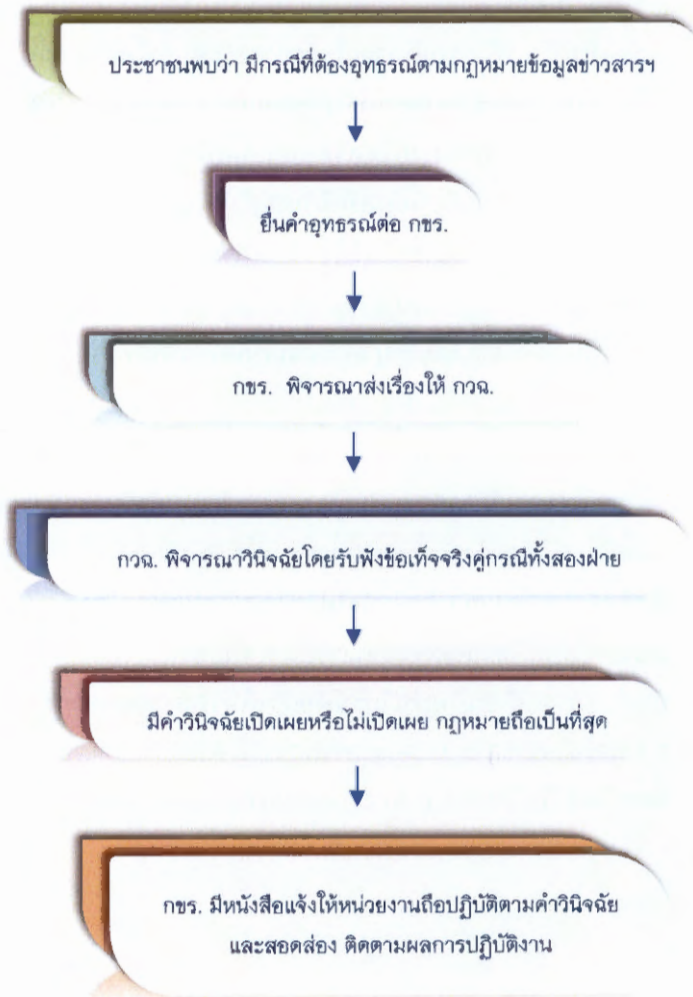 ประชาชนพบว่า มีกรณีที่ต้องอุทธรณ์ตามกฎหมายข้อมูลข่าวสารฯ
ยื่นคำอุทธรณ์ต่อ กขร.
กขร. พิจารณาส่งเรื่องให้ กวฉ.
กวฉ. พิจารณาวินิจฉัยโดยรับฟังข้อเท็จจริงคู่กรณีทั้งสองฝ่าย
มีคำวินิจฉัยเปิดเผยหรือไม่เปิดเผย กฎหมายถือเป็นที่สุด
กขร. มีหนังสือแจ้งให้หน่วยงานถือปฏิบัติตามคำวินิจฉัย
และสอดส่อง ติดตามผลการปฏิบัติงาน